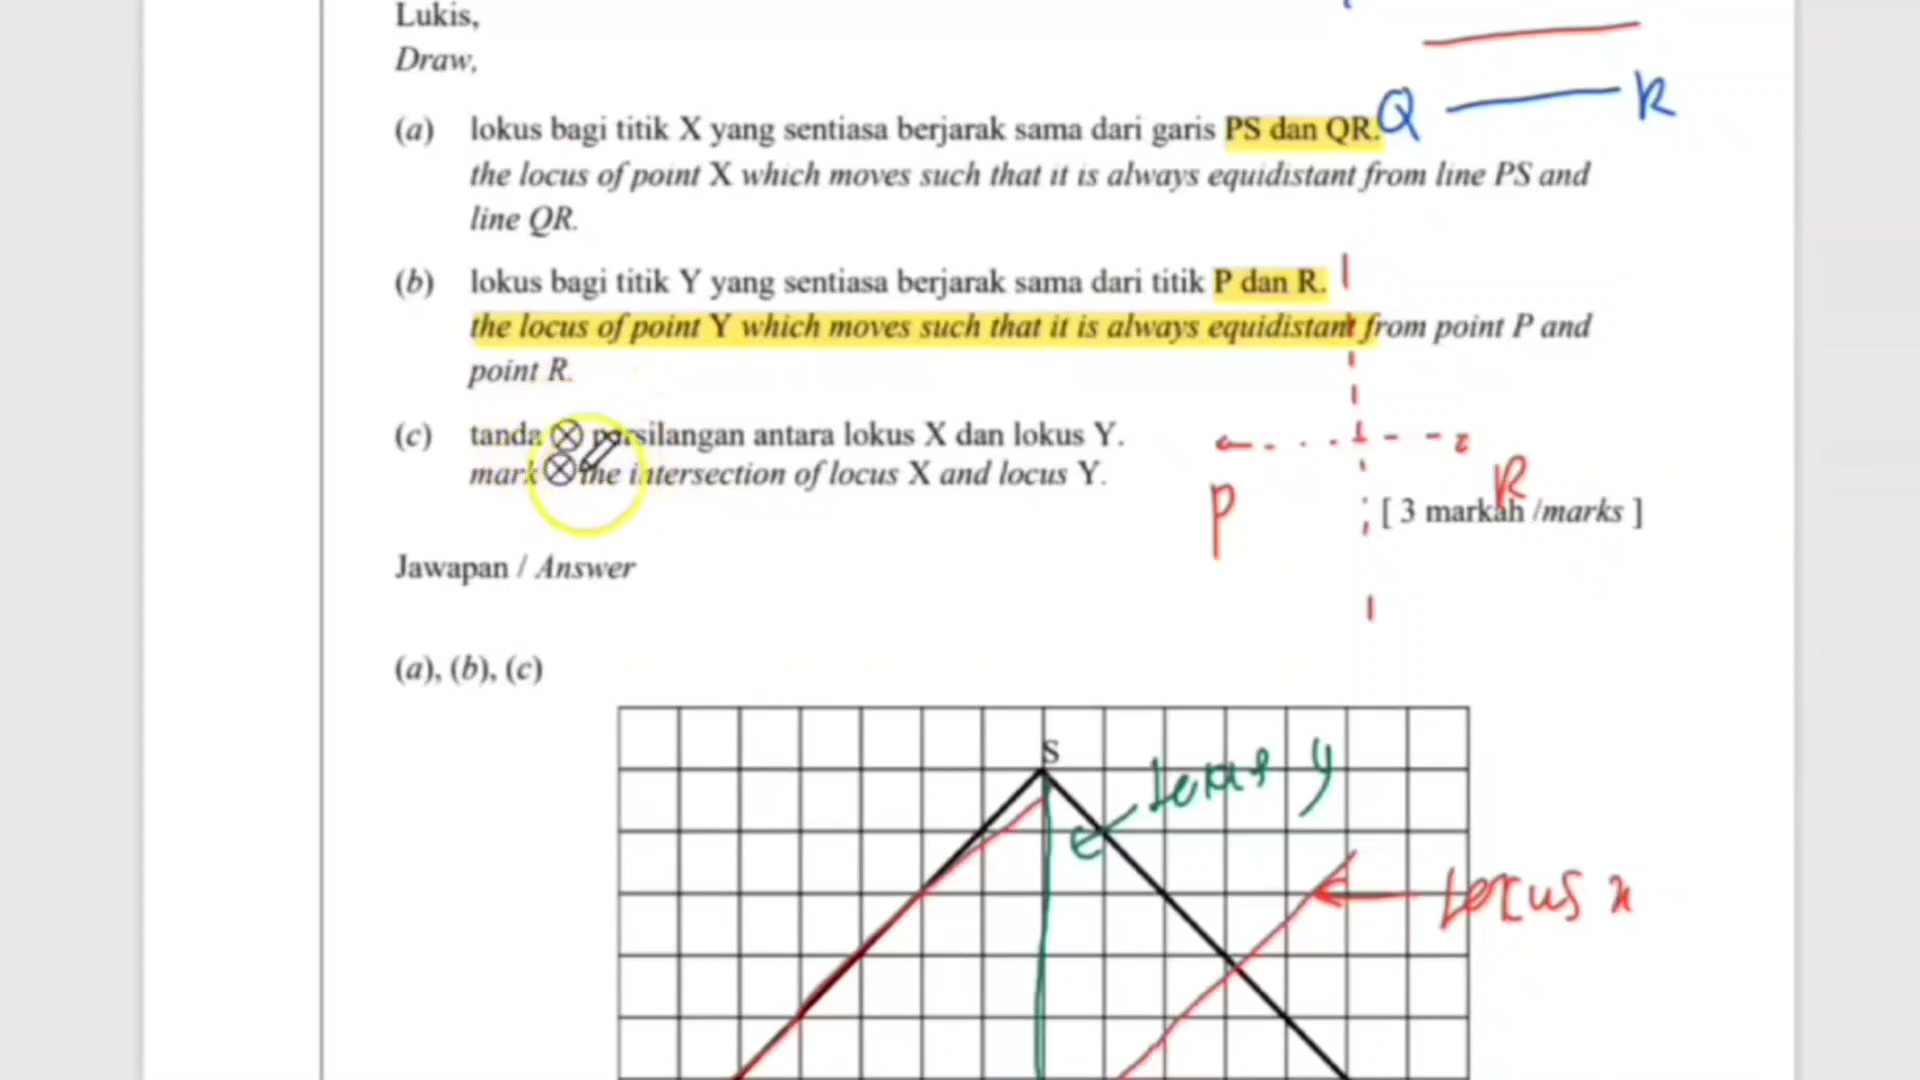 Lukis,
Draw,
Q R
(a) lokus bagi titik X yang sentiasa berjarak sama dari garis PS dan QR.
the locus of point X which moves such that it is always equidistant from line PS and
line QR.
(b) lokus bagi titik Y yang sentiasa berjarak sama dari titik P dan R.
the locus of point Y which moves such that it is always equidistant from point P and
point R.
(c) tanda ⊗ persilangan antara lokus X dan lokus Y.
mark ⊗ the intersection of locus X and locus Y.
P R
[ 3 markah /marks ]
Jawapan / Answer
(a), (b), (c)
S
Lokus y
Locus x